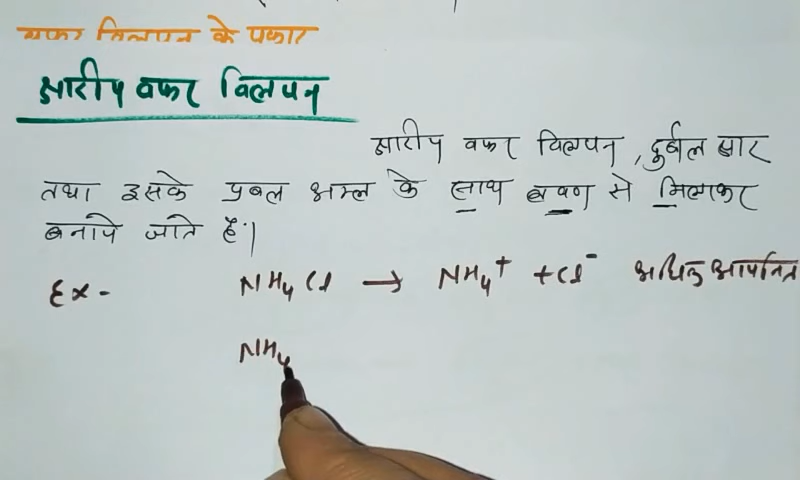 बफर विलयन के प्रकार
क्षारीय बफर विलयन
क्षारीय बफर विलयन , दुर्बल क्षार
तथा इसके प्रबल अम्ल के साथ लवण से मिलाकर
बनाये जाते हैं।
Ex - NH₄Cl → NH₄⁺ + Cl⁻ अधिक आयनित
NH₄